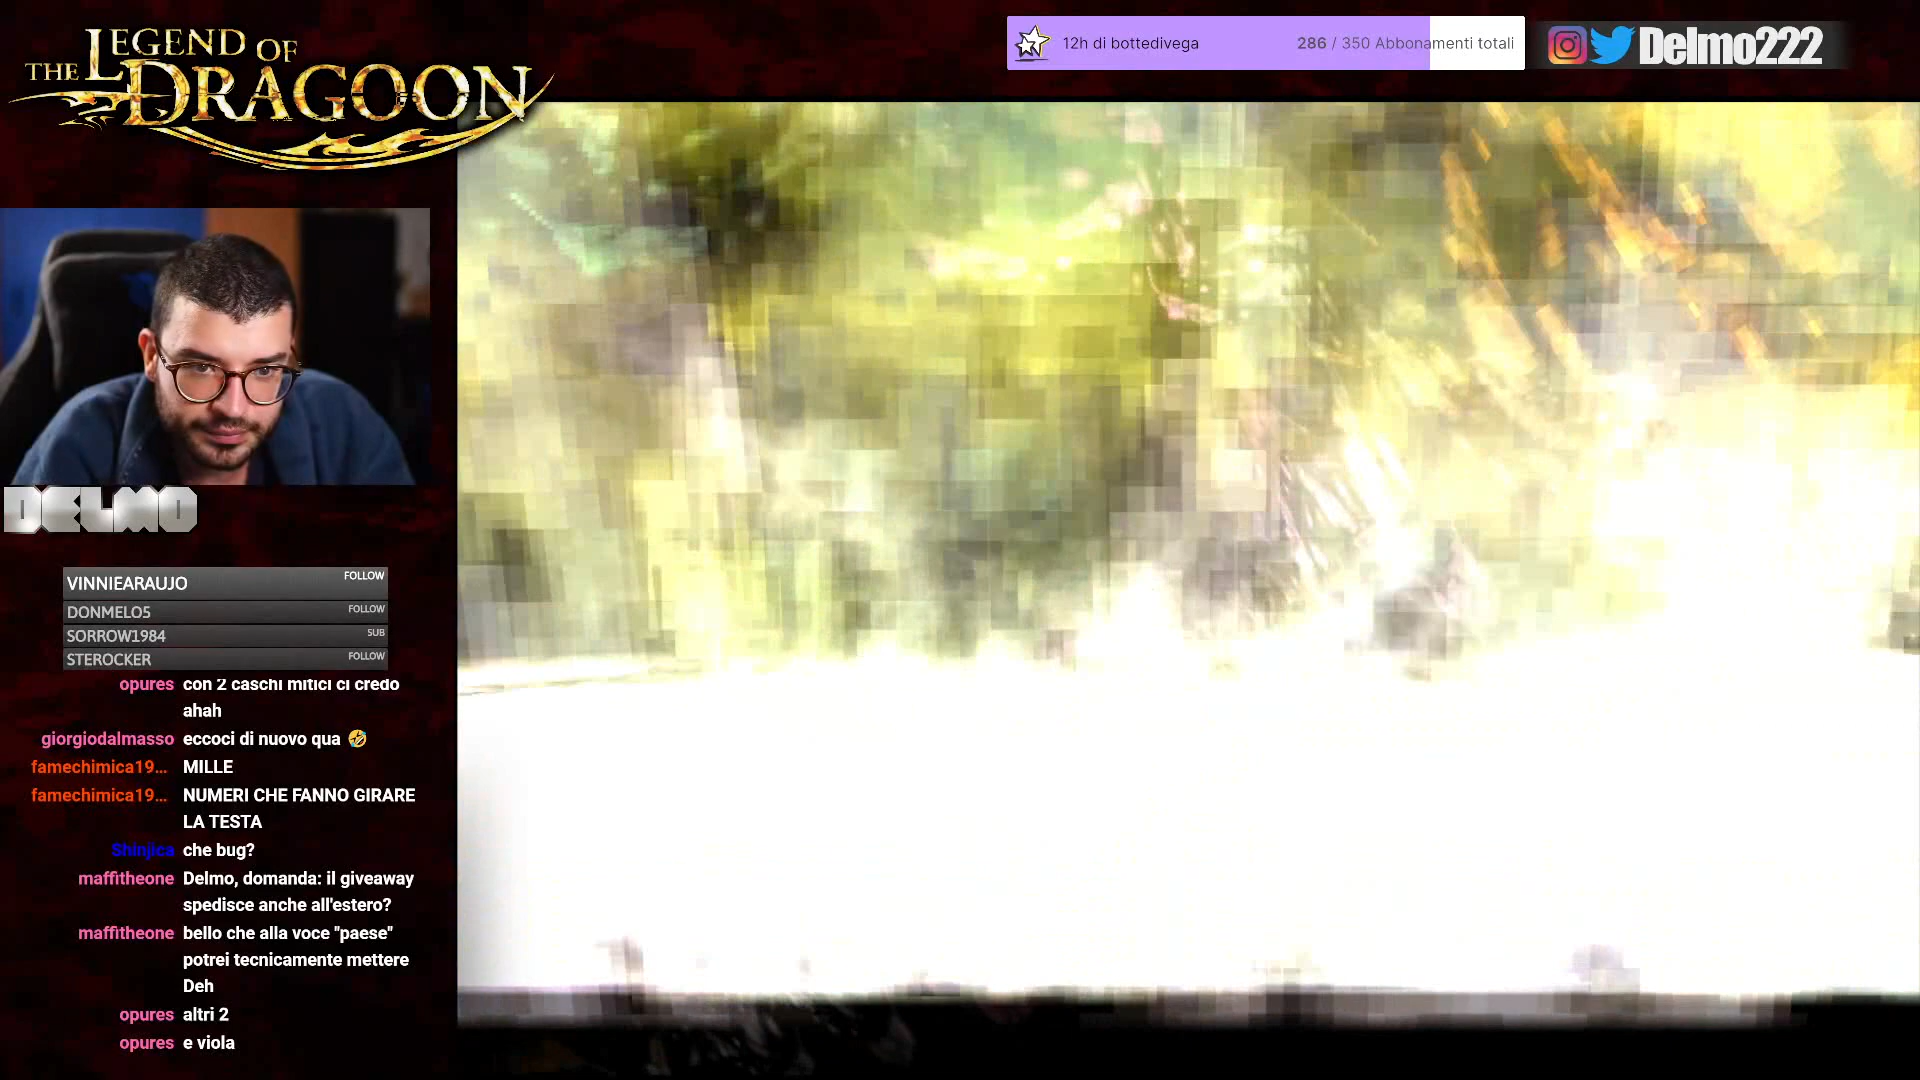 THE LEGEND OF
DRAGOON
12h di bottedivega
286 / 350 Abbonamenti totali
Delmo222
DELMO
VINNIEARAUJO FOLLOW
DONMELO5 FOLLOW
SORROW1984 SUB
STEROCKER FOLLOW
opures con 2 caschi mitici ci credo
ahah
giorgiodalmasso eccoci di nuovo qua 🤣
famechimica19... MILLE
famechimica19... NUMERI CHE FANNO GIRARE
LA TESTA
Shinjica che bug?
maffitheone Delmo, domanda: il giveaway
spedisce anche all'estero?
maffitheone bello che alla voce "paese"
potrei tecnicamente mettere
Deh
opures altri 2
opures e viola